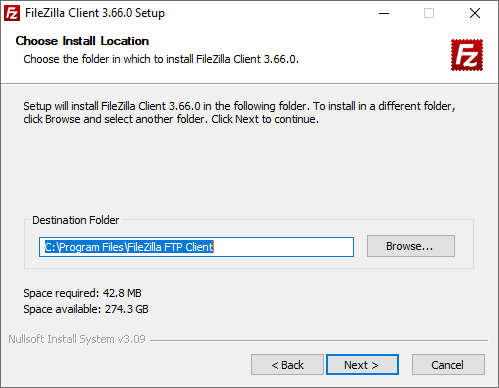 FileZilla Client 3.66.0 Setup
Choose Install Location
Choose the folder in which to install FileZilla Client 3.66.0.
FZ
Setup will install FileZilla Client 3.66.0 in the following folder. To install in a different folder,
click Browse and select another folder. Click Next to continue.
Destination Folder
C:\Program Files\FileZilla FTP Client
Browse...
Space required: 42.8 MB
Space available: 274.3 GB
Nullsoft Install System v3.09
< Back
Next >
Cancel